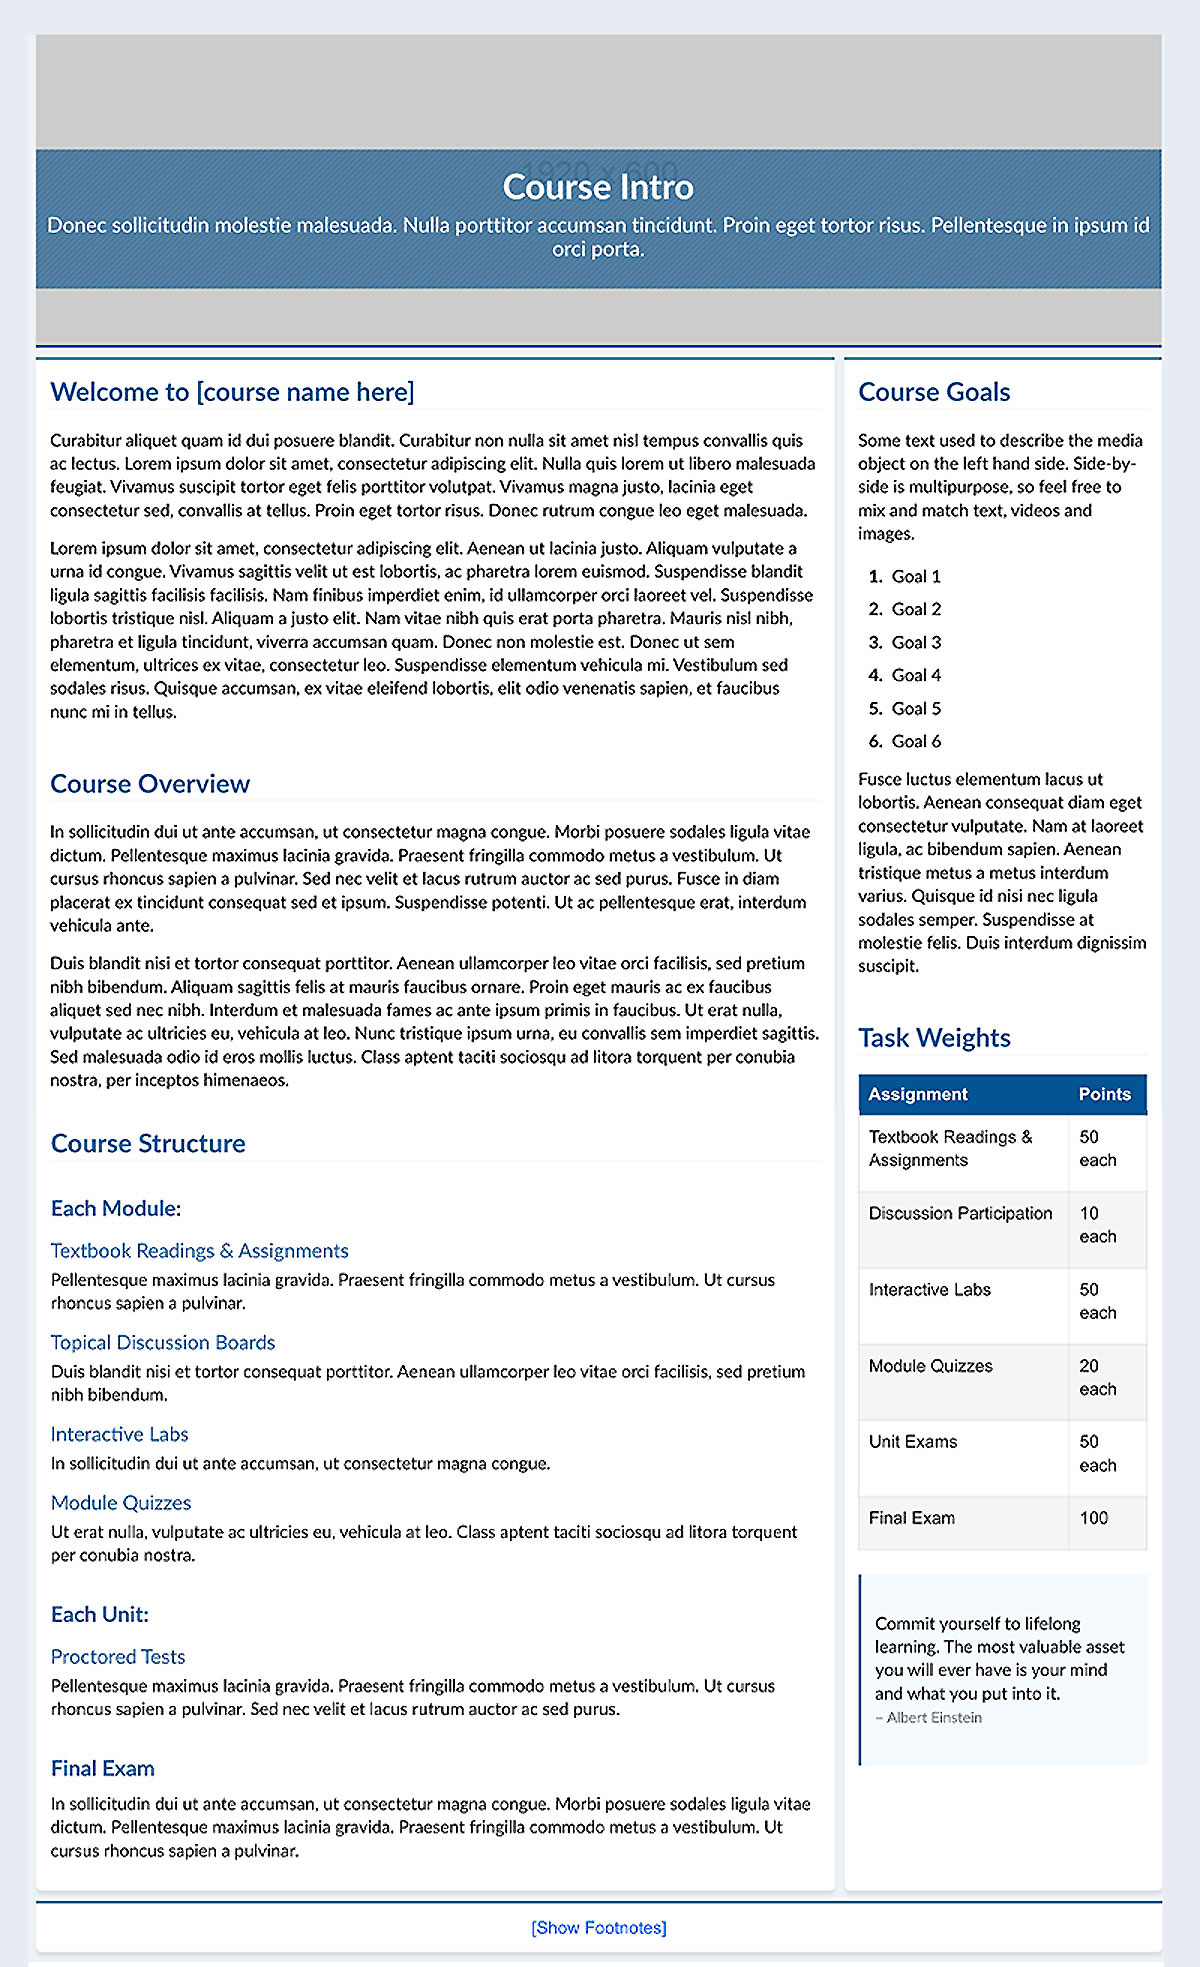 1920 x 600
Course Intro
Donec sollicitudin molestie malesuada. Nulla porttitor accumsan tincidunt. Proin eget tortor risus. Pellentesque in ipsum id
orci porta.
Welcome to [course name here]
Curabitur aliquet quam id dui posuere blandit. Curabitur non nulla sit amet nisl tempus convallis quis
ac lectus. Lorem ipsum dolor sit amet, consectetur adipiscing elit. Nulla quis lorem ut libero malesuada
feugiat. Vivamus suscipit tortor eget felis porttitor volutpat. Vivamus magna justo, lacinia eget
consectetur sed, convallis at tellus. Proin eget tortor risus. Donec rutrum congue leo eget malesuada.
Lorem ipsum dolor sit amet, consectetur adipiscing elit. Aenean ut lacinia justo. Aliquam vulputate a
urna id congue. Vivamus sagittis velit ut est lobortis, ac pharetra lorem euismod. Suspendisse blandit
ligula sagittis facilisis facilisis. Nam finibus imperdiet enim, id ullamcorper orci laoreet vel. Suspendisse
lobortis tristique nisl. Aliquam a justo elit. Nam vitae nibh quis erat porta pharetra. Mauris nisl nibh,
pharetra et ligula tincidunt, viverra accumsan quam. Donec non molestie est. Donec ut sem
elementum, ultrices ex vitae, consectetur leo. Suspendisse elementum vehicula mi. Vestibulum sed
sodales risus. Quisque accumsan, ex vitae eleifend lobortis, elit odio venenatis sapien, et faucibus
nunc mi in tellus.
Course Overview
In sollicitudin dui ut ante accumsan, ut consectetur magna congue. Morbi posuere sodales ligula vitae
dictum. Pellentesque maximus lacinia gravida. Praesent fringilla commodo metus a vestibulum. Ut
cursus rhoncus sapien a pulvinar. Sed nec velit et lacus rutrum auctor ac sed purus. Fusce in diam
placerat ex tincidunt consequat sed et ipsum. Suspendisse potenti. Ut ac pellentesque erat, interdum
vehicula ante.
Duis blandit nisi et tortor consequat porttitor. Aenean ullamcorper leo vitae orci facilisis, sed pretium
nibh bibendum. Aliquam sagittis felis at mauris faucibus ornare. Proin eget mauris ac ex faucibus
aliquet sed nec nibh. Interdum et malesuada fames ac ante ipsum primis in faucibus. Ut erat nulla,
vulputate ac ultricies eu, vehicula at leo. Nunc tristique ipsum urna, eu convallis sem imperdiet sagittis.
Sed malesuada odio id eros mollis luctus. Class aptent taciti sociosqu ad litora torquent per conubia
nostra, per inceptos himenaeos.
Course Structure
Each Module:
Textbook Readings & Assignments
Pellentesque maximus lacinia gravida. Praesent fringilla commodo metus a vestibulum. Ut cursus
rhoncus sapien a pulvinar.
Topical Discussion Boards
Duis blandit nisi et tortor consequat porttitor. Aenean ullamcorper leo vitae orci facilisis, sed pretium
nibh bibendum.
Interactive Labs
In sollicitudin dui ut ante accumsan, ut consectetur magna congue.
Module Quizzes
Ut erat nulla, vulputate ac ultricies eu, vehicula at leo. Class aptent taciti sociosqu ad litora torquent
per conubia nostra.
Each Unit:
Proctored Tests
Pellentesque maximus lacinia gravida. Praesent fringilla commodo metus a vestibulum. Ut cursus
rhoncus sapien a pulvinar. Sed nec velit et lacus rutrum auctor ac sed purus.
Final Exam
In sollicitudin dui ut ante accumsan, ut consectetur magna congue. Morbi posuere sodales ligula vitae
dictum. Pellentesque maximus lacinia gravida. Praesent fringilla commodo metus a vestibulum. Ut
cursus rhoncus sapien a pulvinar.
Course Goals
Some text used to describe the media
object on the left hand side. Side-by-
side is multipurpose, so feel free to
mix and match text, videos and
images.
1. Goal 1
2. Goal 2
3. Goal 3
4. Goal 4
5. Goal 5
6. Goal 6
Fusce luctus elementum lacus ut
lobortis. Aenean consequat diam eget
consectetur vulputate. Nam at laoreet
ligula, ac bibendum sapien. Aenean
tristique metus a metus interdum
varius. Quisque id nisi nec ligula
sodales semper. Suspendisse at
molestie felis. Duis interdum dignissim
suscipit.
Task Weights
Assignment Points
Textbook Readings & 50
Assignments each
Discussion Participation 10
each
Interactive Labs 50
each
Module Quizzes 20
each
Unit Exams 50
each
Final Exam 100
Commit yourself to lifelong
learning. The most valuable asset
you will ever have is your mind
and what you put into it.
– Albert Einstein
[Show Footnotes]